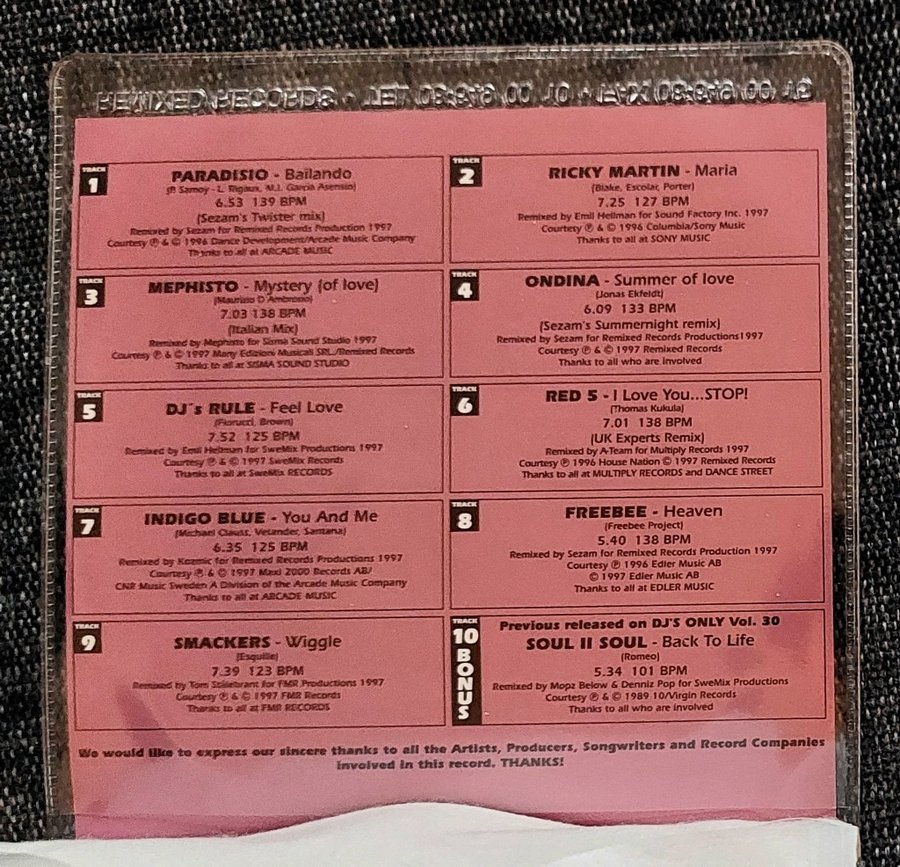 REMIXED RECORDS · TEL 08-649 00 10 · FAX 08-649 00 16
TRACK
1
PARADISIO - Bailando
(P. Samoy - L. Rigaux, M.I. Garcia Asensio)
6.53 139 BPM
(Sezam's Twister mix)
Remixed by Sezam for Remixed Records Production 1997
Courtesy ℗ & © 1996 Dance Development/Arcade Music Company
Thanks to all at ARCADE MUSIC
TRACK
2
RICKY MARTIN - Maria
(Blake, Escolar, Porter)
7.25 127 BPM
Remixed by Emil Hellman for Sound Factory Inc. 1997
Courtesy ℗ & © 1996 Columbia/Sony Music
Thanks to all at SONY MUSIC
TRACK
3
MEPHISTO - Mystery (of love)
(Maurizio D'Ambrosio)
7.03 138 BPM
(Italian Mix)
Remixed by Mephisto for Sisma Sound Studio 1997
Courtesy ℗ & © 1997 Many Edizioni Musicali SRL./Remixed Records
Thanks to all at SISMA SOUND STUDIO
TRACK
4
ONDINA - Summer of love
(Jonas Ekfeldt)
6.09 133 BPM
(Sezam's Summernight remix)
Remixed by Sezam for Remixed Records Productions1997
Courtesy ℗ & © 1997 Remixed Records
Thanks to all who are involved
TRACK
5
DJ´s RULE - Feel Love
(Fiorucci, Brown)
7.52 125 BPM
Remixed by Emil Hellman for SweMix Productions 1997
Courtesy ℗ & © 1997 SweMix Records
Thanks to all at SweMix RECORDS
TRACK
6
RED 5 - I Love You...STOP!
(Thomas Kukula)
7.01 138 BPM
(UK Experts Remix)
Remixed by A-Team for Multiply Records 1997
Courtesy ℗ 1996 House Nation © 1997 Remixed Records
Thanks to all at MULTIPLY RECORDS and DANCE STREET
TRACK
7
INDIGO BLUE - You And Me
(Michael Clauss, Velander, Santana)
6.35 125 BPM
Remixed by Kozmic for Remixed Records Productions 1997
Courtesy ℗ & © 1997 Maxi 2000 Records AB/
CNR Music Sweden A Division of the Arcade Music Company
Thanks to all at ARCADE MUSIC
TRACK
8
FREEBEE - Heaven
(Freebee Project)
5.40 138 BPM
Remixed by Sezam for Remixed Records Production 1997
Courtesy ℗ 1996 Edler Music AB
© 1997 Edler Music AB
Thanks to all at EDLER MUSIC
TRACK
9
SMACKERS - Wiggle
(Esquille)
7.39 123 BPM
Remixed by Tom Stillebrant for FMR Productions 1997
Courtesy ℗ & © 1997 FMR Records
Thanks to all at FMR RECORDS
TRACK
10
BONUS
Previous released on DJ'S ONLY Vol. 30
SOUL II SOUL - Back To Life
(Romeo)
5.34 101 BPM
Remixed by Mopz Below & Denniz Pop for SweMix Productions
Courtesy ℗ & © 1989 10/Virgin Records
Thanks to all who are involved
We would like to express our sincere thanks to all the Artists, Producers, Songwriters and Record Companies
involved in this record. THANKS!